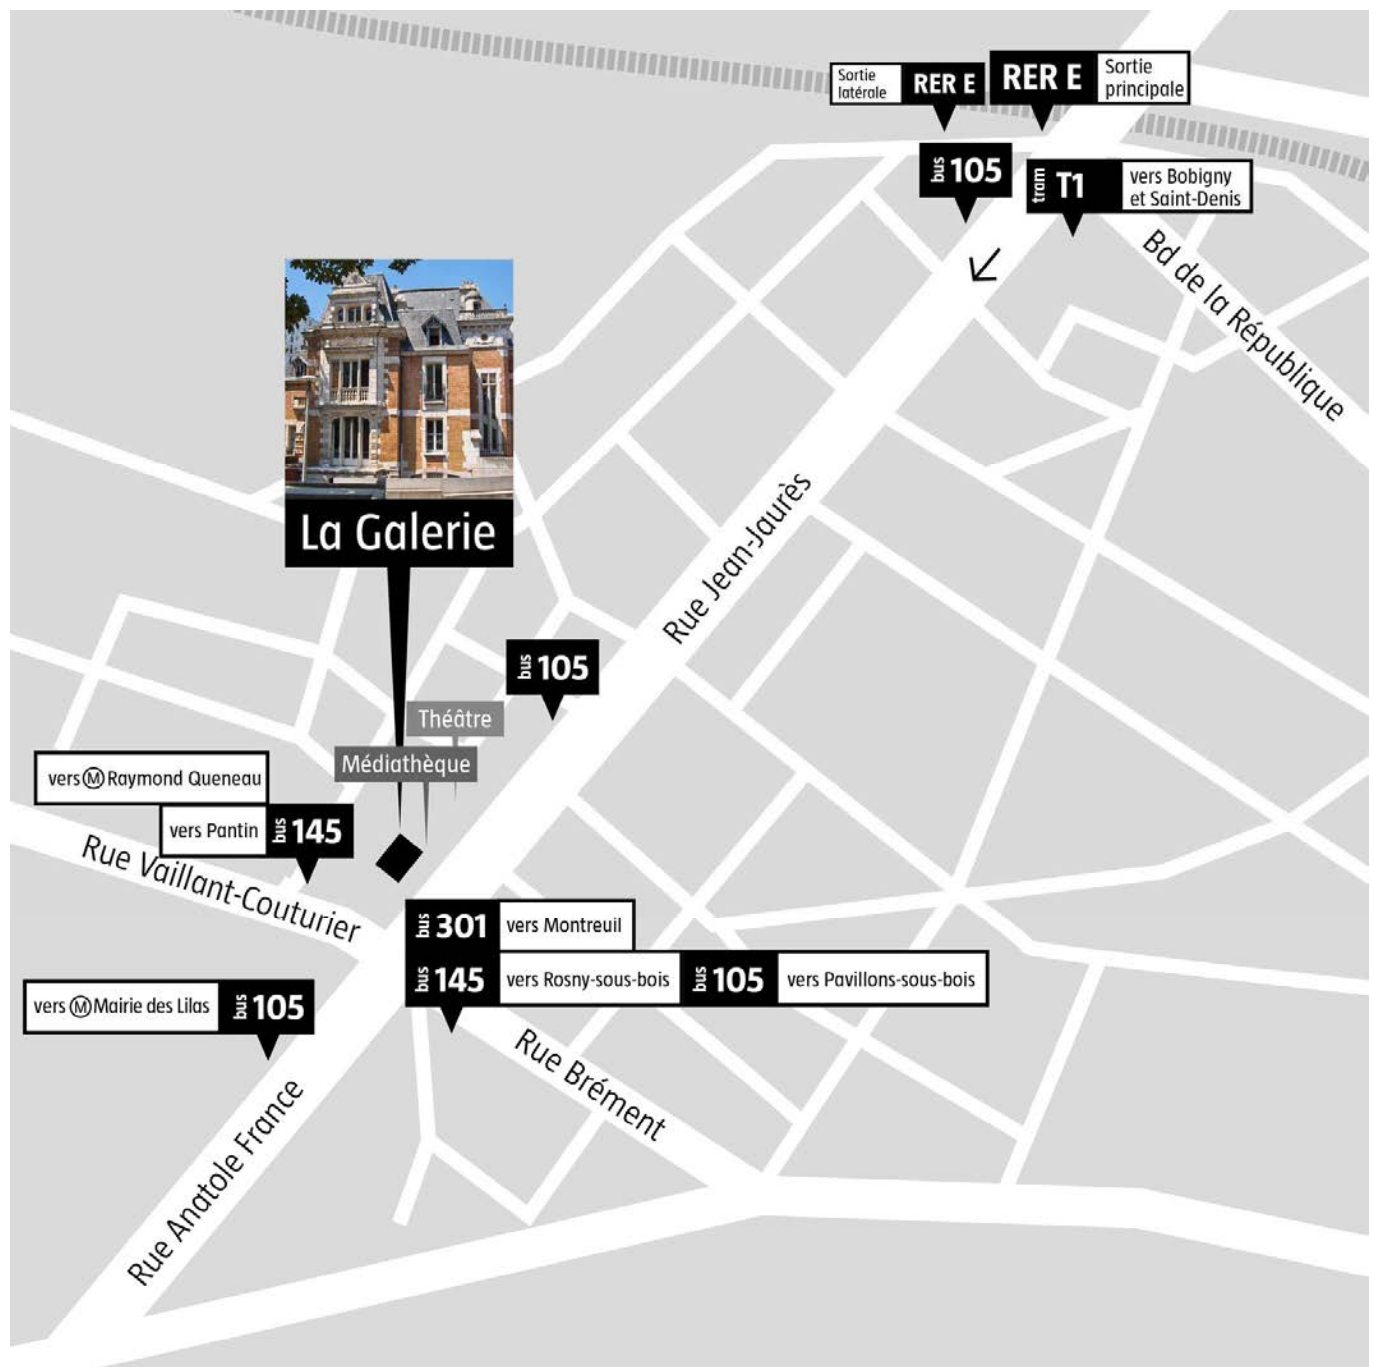 Sortie
latérale
RER E
RER E
Sortie
principale
bus 105
tram T1
vers Bobigny
et Saint-Denis
Bd de la République
La Galerie
Rue Jean-Jaurès
bus 105
Théâtre
Médiathèque
vers M Raymond Queneau
vers Pantin
bus 145
Rue Vaillant-Couturier
bus 301
vers Montreuil
bus 145
vers Rosny-sous-bois
bus 105
vers Pavillons-sous-bois
vers M Mairie des Lilas
bus 105
Rue Brément
Rue Anatole France